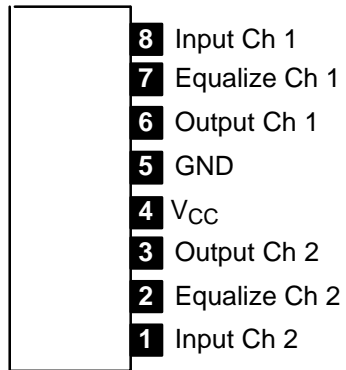 8 Input Ch 1
7 Equalize Ch 1
6 Output Ch 1
5 GND
4 VCC
3 Output Ch 2
2 Equalize Ch 2
1 Input Ch 2